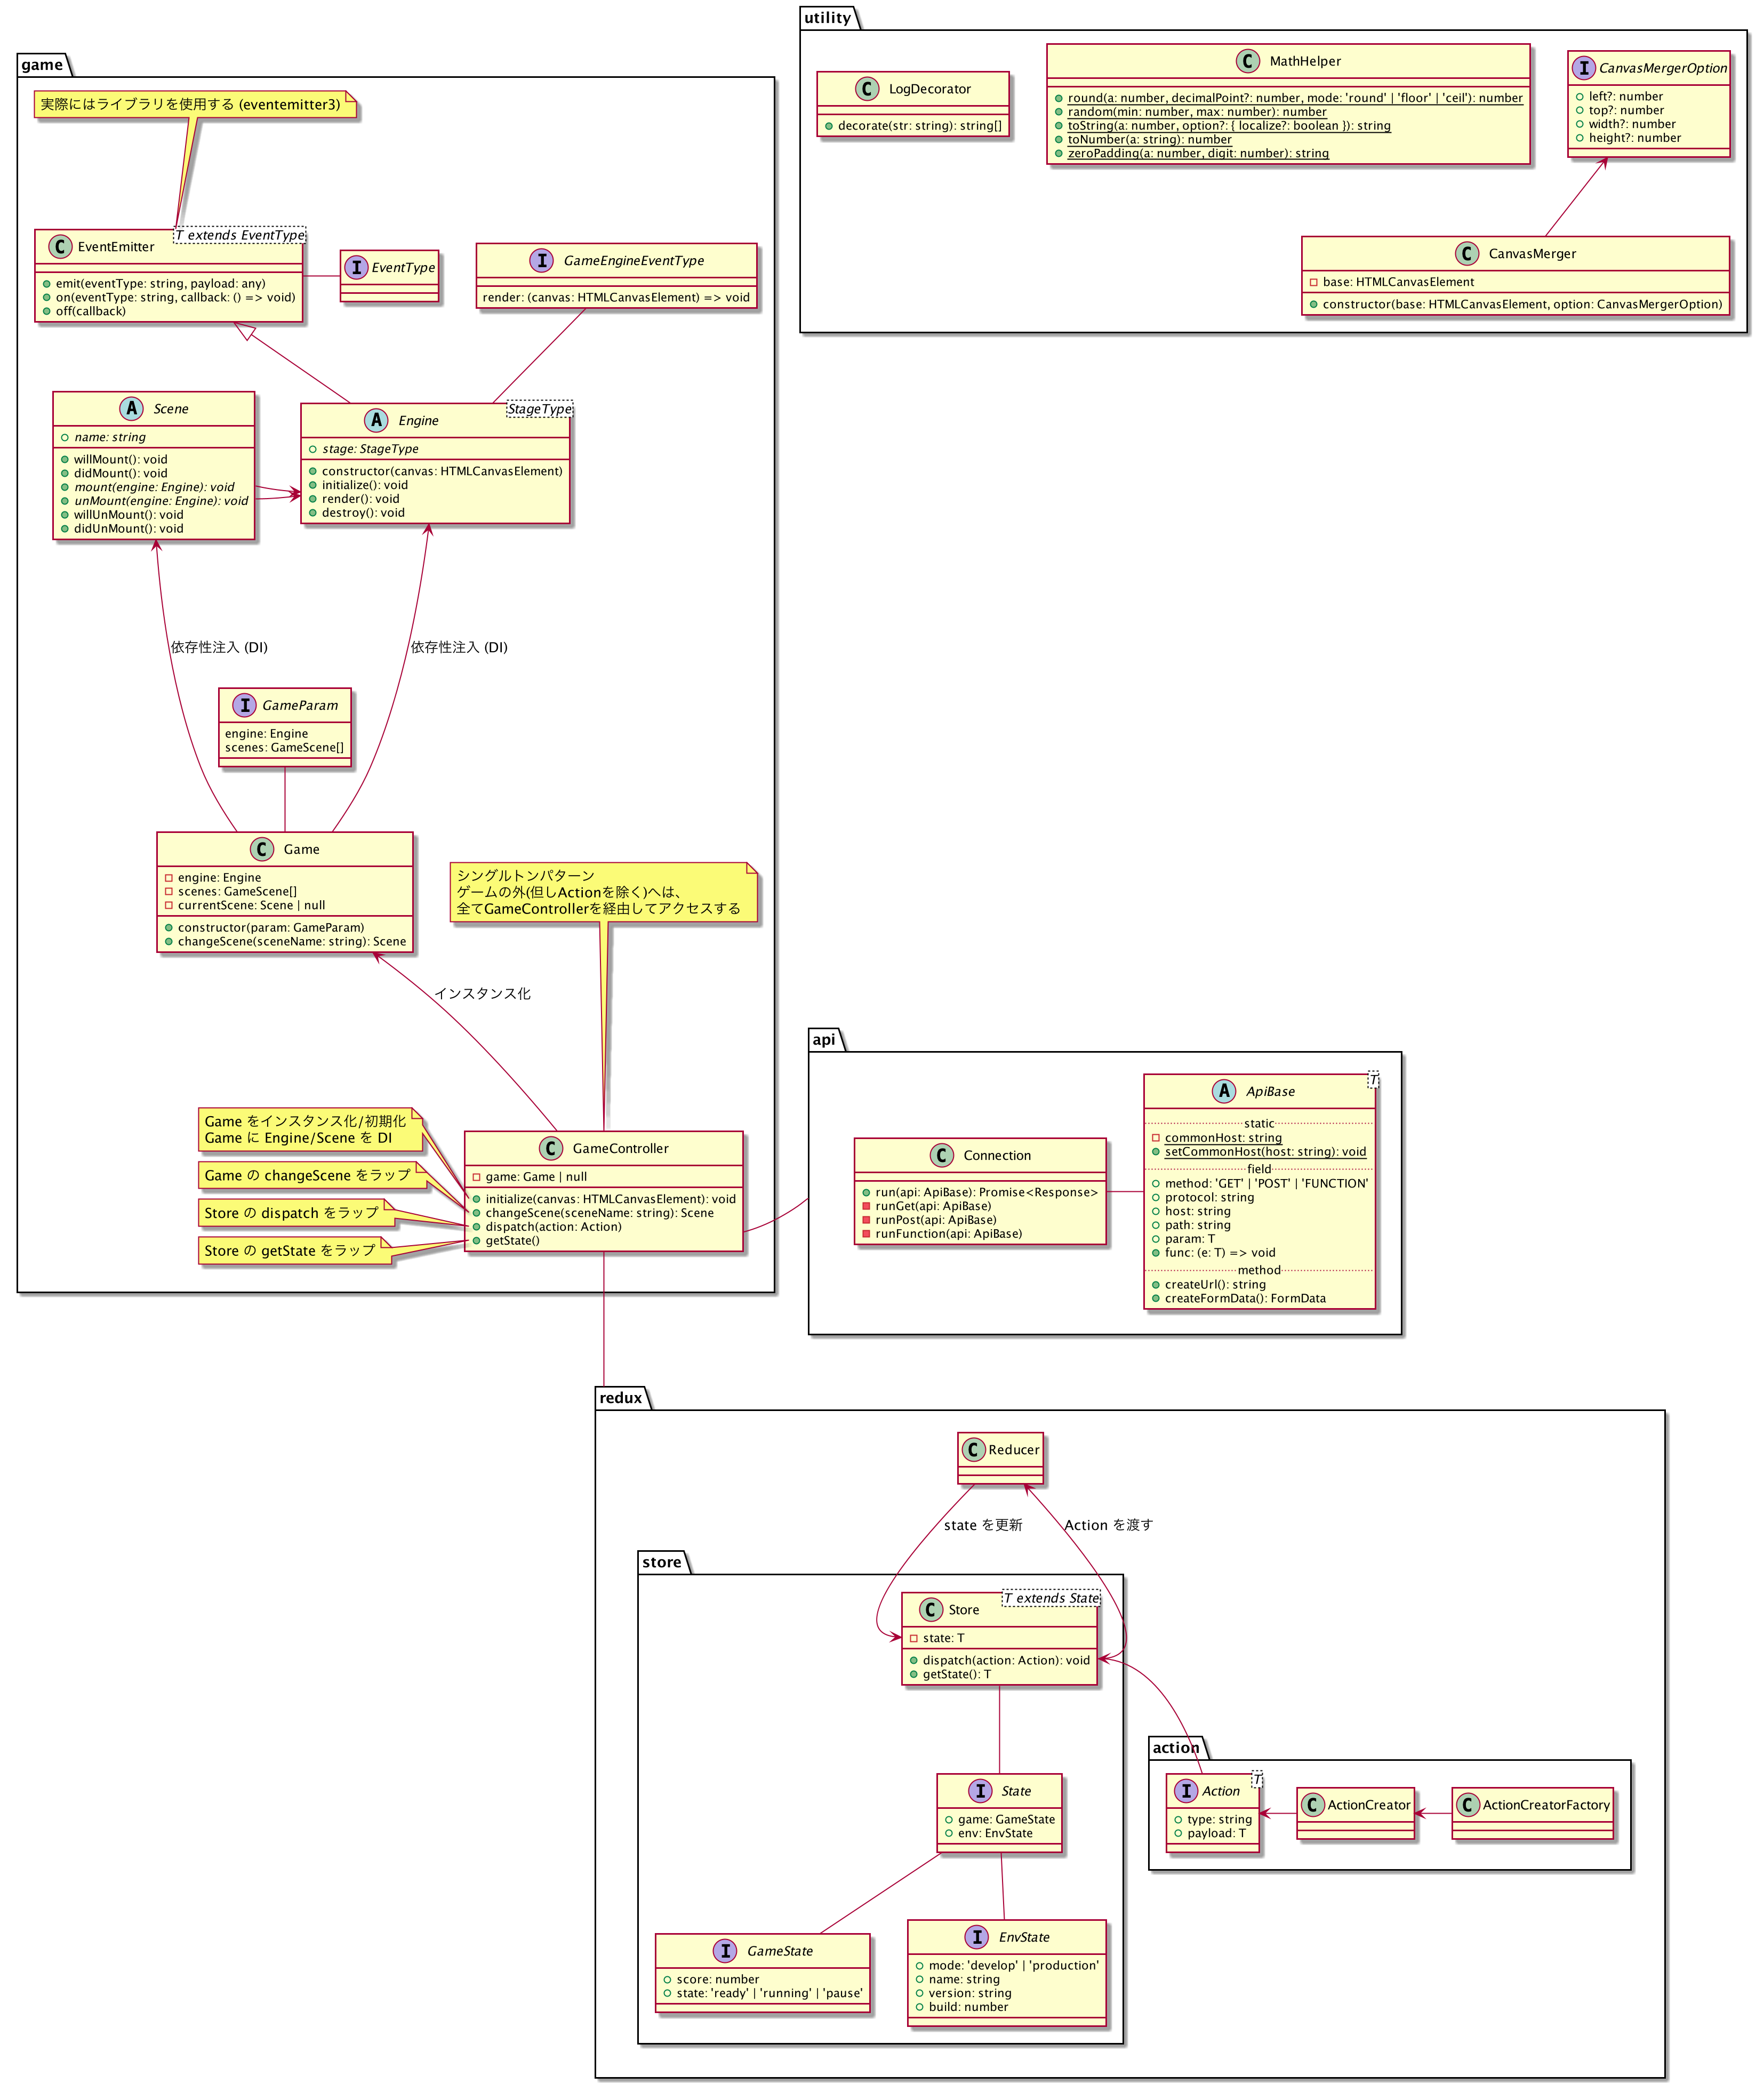 game
実際にはライブラリを使用する (eventemitter3)
C EventEmitter
T extends EventType
emit(eventType: string, payload: any)
on(eventType: string, callback: () => void)
off(callback)
I EventType
I GameEngineEventType
render: (canvas: HTMLCanvasElement) => void
A Scene
name: string
willMount(): void
didMount(): void
mount(engine: Engine): void
unMount(engine: Engine): void
willUnMount(): void
didUnMount(): void
A Engine
StageType
stage: StageType
constructor(canvas: HTMLCanvasElement)
initialize(): void
render(): void
destroy(): void
依存性注入 (DI)
依存性注入 (DI)
I GameParam
engine: Engine
scenes: GameScene[]
C Game
engine: Engine
scenes: GameScene[]
currentScene: Scene | null
constructor(param: GameParam)
changeScene(sceneName: string): Scene
シングルトンパターン
ゲームの外(但しActionを除く)へは、
全てGameControllerを経由してアクセスする
インスタンス化
Game をインスタンス化/初期化
Game に Engine/Scene を DI
Game の changeScene をラップ
Store の dispatch をラップ
Store の getState をラップ
C GameController
game: Game | null
initialize(canvas: HTMLCanvasElement): void
changeScene(sceneName: string): Scene
dispatch(action: Action)
getState()
utility
C LogDecorator
decorate(str: string): string[]
C MathHelper
round(a: number, decimalPoint?: number, mode: 'round' | 'floor' | 'ceil'): number
random(min: number, max: number): number
toString(a: number, option?: { localize?: boolean }): string
toNumber(a: string): number
zeroPadding(a: number, digit: number): string
I CanvasMergerOption
left?: number
top?: number
width?: number
height?: number
C CanvasMerger
base: HTMLCanvasElement
constructor(base: HTMLCanvasElement, option: CanvasMergerOption)
api
C Connection
run(api: ApiBase): Promise<Response>
runGet(api: ApiBase)
runPost(api: ApiBase)
runFunction(api: ApiBase)
A ApiBase
T
static
commonHost: string
setCommonHost(host: string): void
field
method: 'GET' | 'POST' | 'FUNCTION'
protocol: string
host: string
path: string
param: T
func: (e: T) => void
method
createUrl(): string
createFormData(): FormData
redux
C Reducer
state を更新
Action を渡す
store
C Store
T extends State
state: T
dispatch(action: Action): void
getState(): T
I State
game: GameState
env: EnvState
I GameState
score: number
state: 'ready' | 'running' | 'pause'
I EnvState
mode: 'develop' | 'production'
name: string
version: string
build: number
action
I Action
T
type: string
payload: T
C ActionCreator
C ActionCreatorFactory